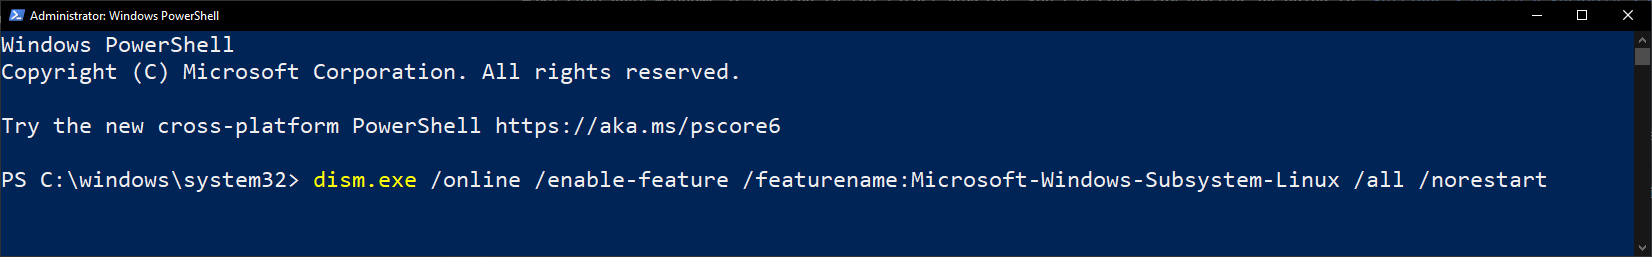 Administrator: Windows PowerShell
Windows PowerShell
Copyright (C) Microsoft Corporation. All rights reserved.
Try the new cross-platform PowerShell https://aka.ms/pscore6
PS C:\windows\system32> dism.exe /online /enable-feature /featurename:Microsoft-Windows-Subsystem-Linux /all /norestart